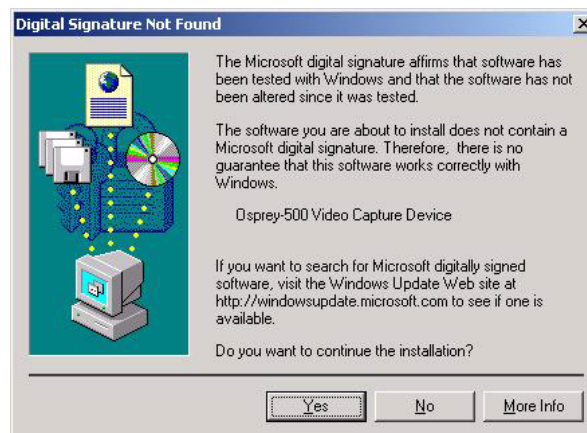 Digital Signature Not Found
The Microsoft digital signature affirms that software has
been tested with Windows and that the software has not
been altered since it was tested.
The software you are about to install does not contain a
Microsoft digital signature. Therefore, there is no
guarantee that this software works correctly with
Windows.
Osprey-500 Video Capture Device
If you want to search for Microsoft digitally signed
software, visit the Windows Update Web site at
http://windowsupdate.microsoft.com to see if one is
available.
Do you want to continue the installation?
Yes No More Info